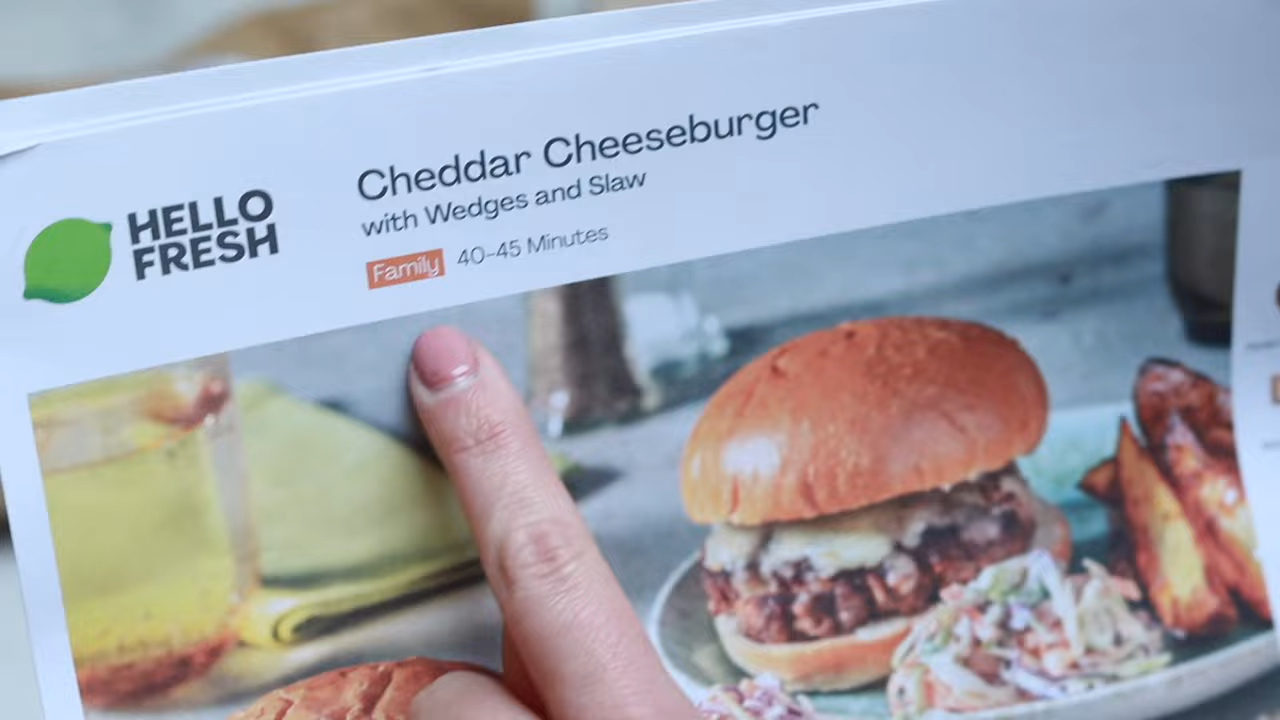 HELLO
FRESH
Cheddar Cheeseburger
with Wedges and Slaw
Family 40-45 Minutes